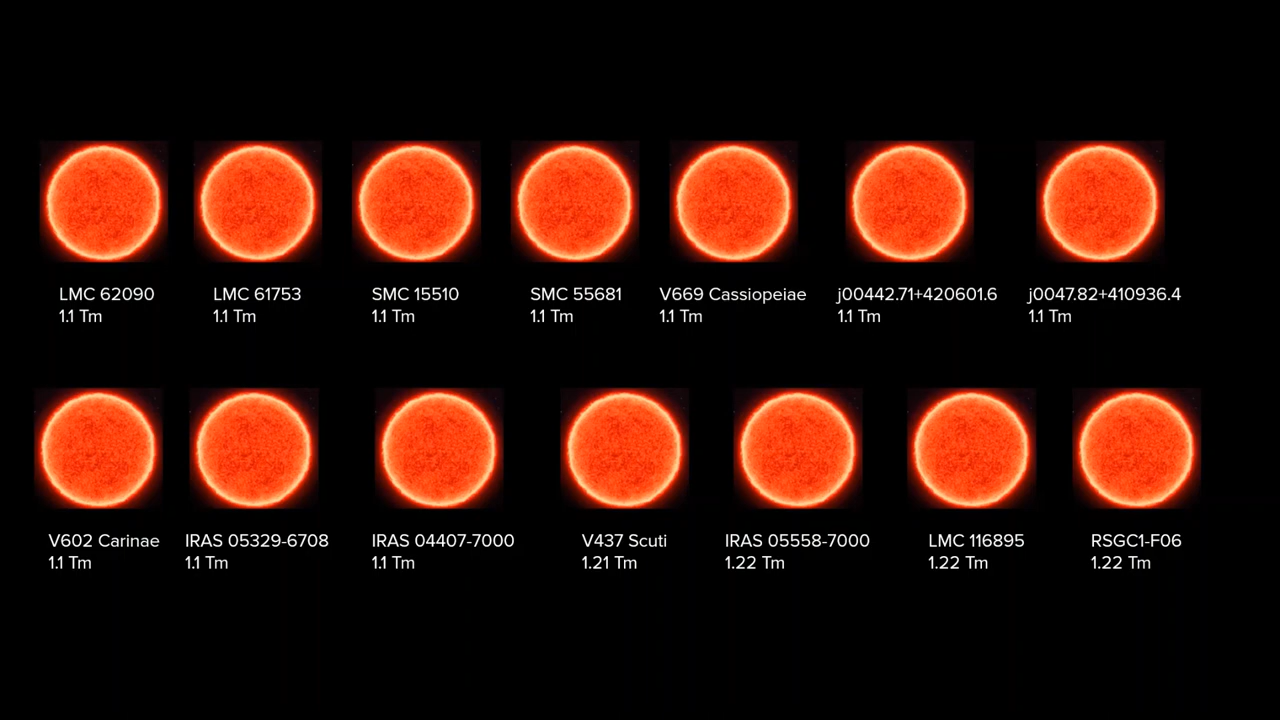 LMC 62090
1.1 Tm
LMC 61753
1.1 Tm
SMC 15510
1.1 Tm
SMC 55681
1.1 Tm
V669 Cassiopeiae
1.1 Tm
j00442.71+420601.6
1.1 Tm
j0047.82+410936.4
1.1 Tm
V602 Carinae
1.1 Tm
IRAS 05329-6708
1.1 Tm
IRAS 04407-7000
1.1 Tm
V437 Scuti
1.21 Tm
IRAS 05558-7000
1.22 Tm
LMC 116895
1.22 Tm
RSGC1-F06
1.22 Tm